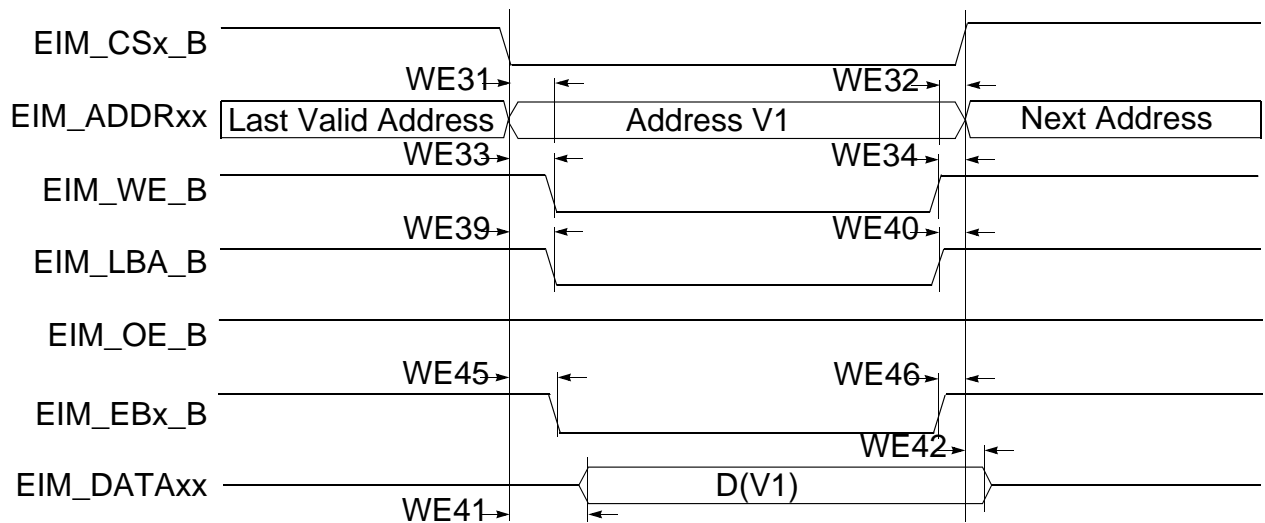 EIM_CSx_B
WE31 WE32
EIM_ADDRxx Last Valid Address Address V1 Next Address
WE33 WE34
EIM_WE_B
WE39 WE40
EIM_LBA_B
EIM_OE_B
WE45 WE46
EIM_EBx_B
WE42
EIM_DATAxx D(V1)
WE41